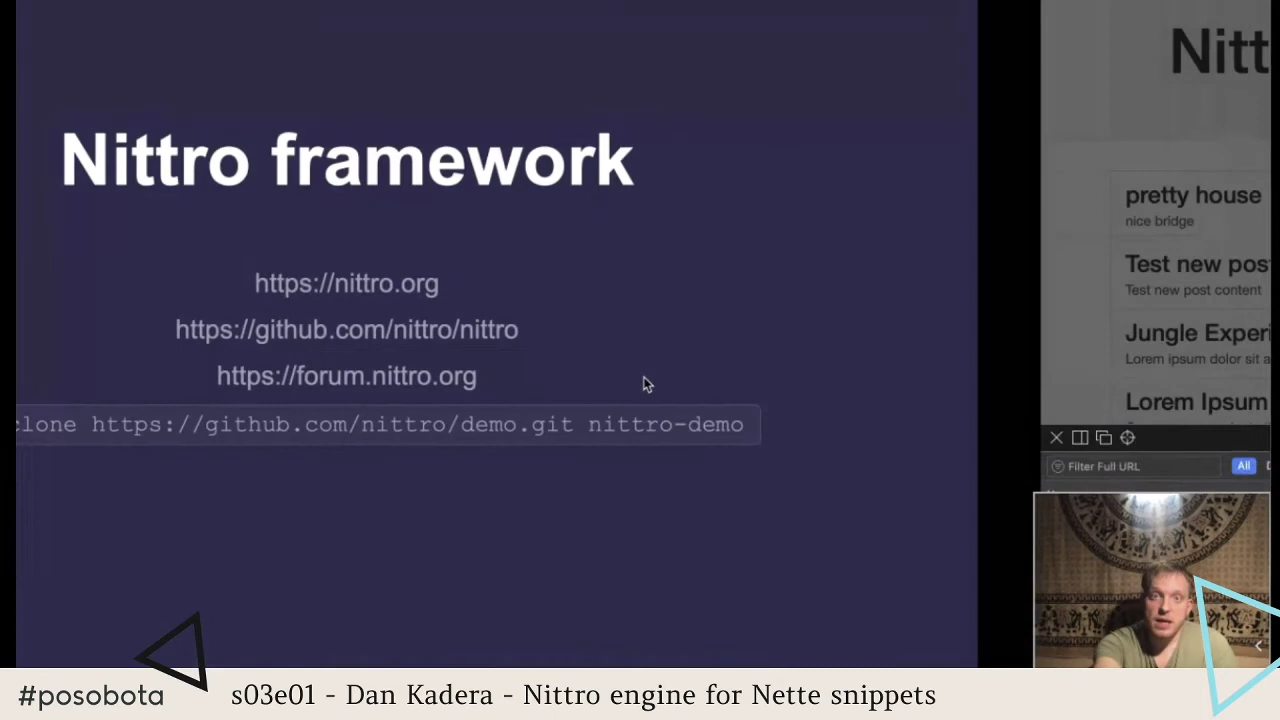 Nittro framework
https://nittro.org
https://github.com/nittro/nittro
https://forum.nittro.org
clone https://github.com/nittro/demo.git nittro-demo
Nitt
pretty house
nice bridge
Test new pos
Test new post content
Jungle Experi
Lorem ipsum dolor sit a
Lorem Ipsum
Filter Full URL
All
#posobota
s03e01 - Dan Kadera - Nittro engine for Nette snippets